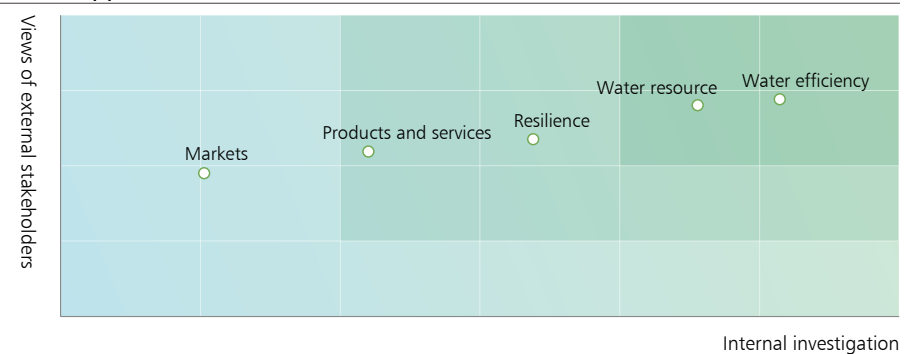 Views of external stakeholders
Water efficiency
Water resource
Resilience
Products and services
Markets
Internal investigation